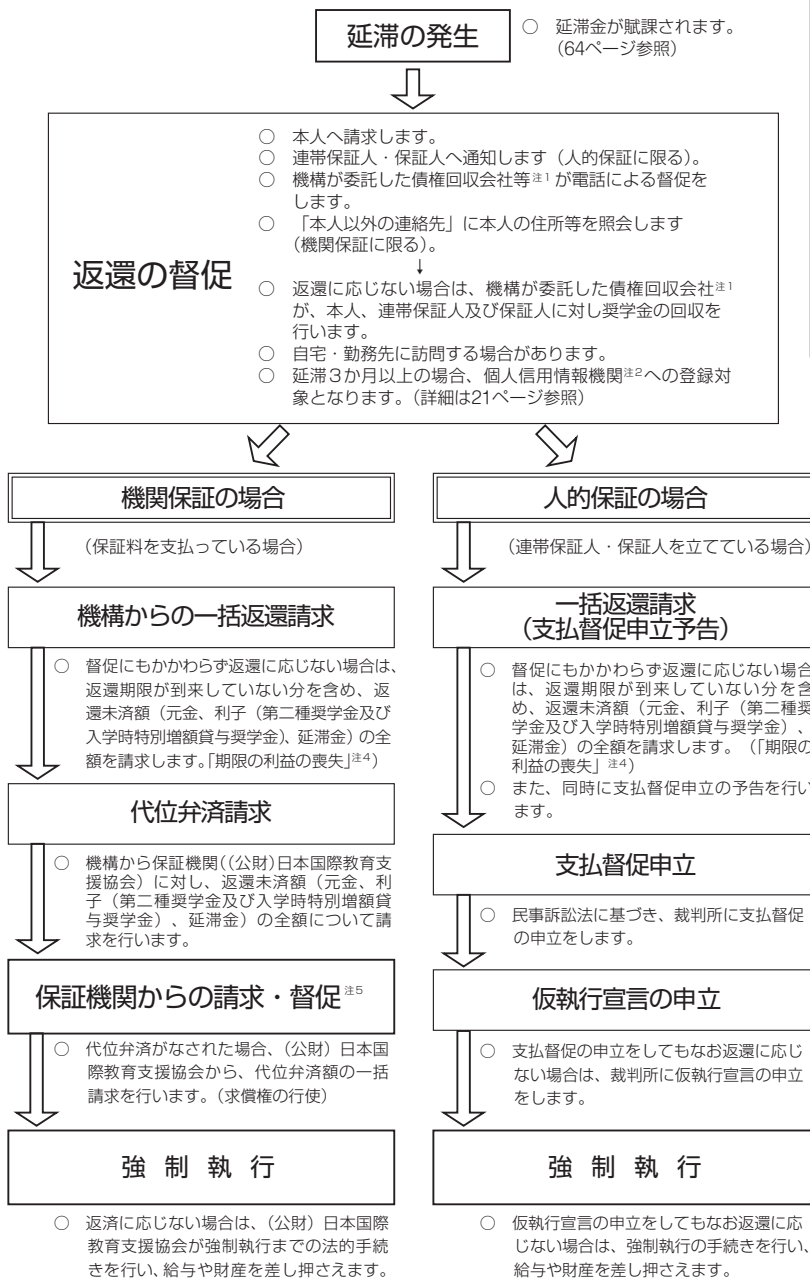 延滞の発生
○ 延滞金が賦課されます。
(64ページ参照)
返還の督促
○ 本人へ請求します。
○ 連帯保証人・保証人へ通知します（人的保証に限る）。
○ 機構が委託した債権回収会社等注1 が電話による督促を
します。
○ 「本人以外の連絡先」に本人の住所等を照会します
(機関保証に限る)。
↓
○ 返還に応じない場合は、機構が委託した債権回収会社注1
が、本人、連帯保証人及び保証人に対し奨学金の回収を
行います。
○ 自宅・勤務先に訪問する場合があります。
○ 延滞３か月以上の場合、個人信用情報機関注2への登録対
象となります。(詳細は21ページ参照)
機関保証の場合
(保証料を支払っている場合)
機構からの一括返還請求
○ 督促にもかかわらず返還に応じない場合は、
返還期限が到来していない分を含め、返
還未済額（元金、利子（第二種奨学金及び
入学時特別増額貸与奨学金）、延滞金）の全
額を請求します。「期限の利益の喪失」注4）
代位弁済請求
○ 機構から保証機関((公財)日本国際教育支
援協会）に対し、返還未済額（元金、利
子（第二種奨学金及び入学時特別増額貸
与奨学金）、延滞金）の全額について請
求を行います。
保証機関からの請求・督促注5
○ 代位弁済がなされた場合、(公財）日本国
際教育支援協会から、代位弁済額の一括
請求を行います。(求償権の行使)
強 制 執 行
○ 返済に応じない場合は、(公財）日本国際
教育支援協会が強制執行までの法的手続
きを行い、給与や財産を差し押さえます。
人的保証の場合
(連帯保証人・保証人を立てている場合)
一括返還請求
（支払督促申立予告）
○ 督促にもかかわらず返還に応じない場合
は、返還期限が到来していない分を含
め、返還未済額（元金、利子（第二種奨
学金及び入学時特別増額貸与奨学金）、
延滞金）の全額を請求します。（「期限の
利益の喪失」注4）
○ また、同時に支払督促申立の予告を行い
ます。
支払督促申立
○ 民事訴訟法に基づき、裁判所に支払督促
の申立をします。
仮執行宣言の申立
○ 支払督促の申立をしてもなお返還に応じ
ない場合は、裁判所に仮執行宣言の申立
をします。
強 制 執 行
○ 仮執行宣言の申立をしてもなお返還に応
じない場合は、強制執行の手続きを行い、
給与や財産を差し押さえます。